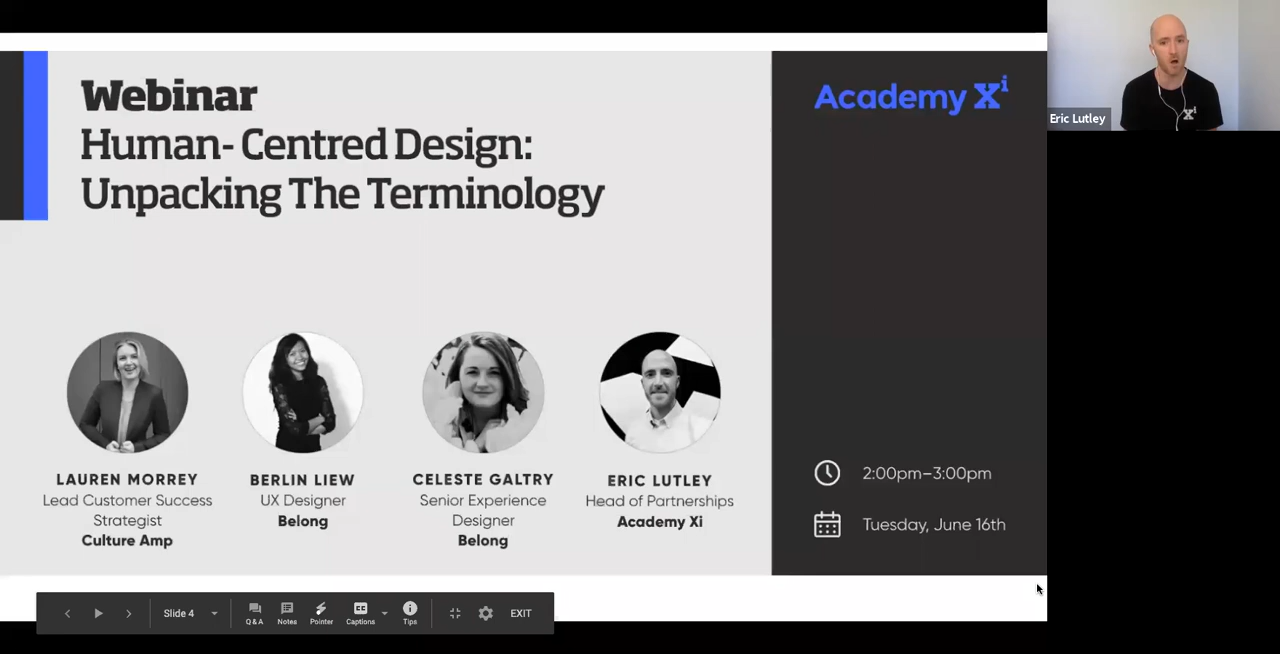 Webinar
Human- Centred Design:
Unpacking The Terminology
Academy Xi
Eric Lutley
Xi
LAUREN MORREY
Lead Customer Success
Strategist
Culture Amp
BERLIN LIEW
UX Designer
Belong
CELESTE GALTRY
Senior Experience
Designer
Belong
ERIC LUTLEY
Head of Partnerships
Academy Xi
2:00pm–3:00pm
Tuesday, June 16th
Slide 4
Q & A
Notes
Pointer
CC
Captions
Tips
EXIT